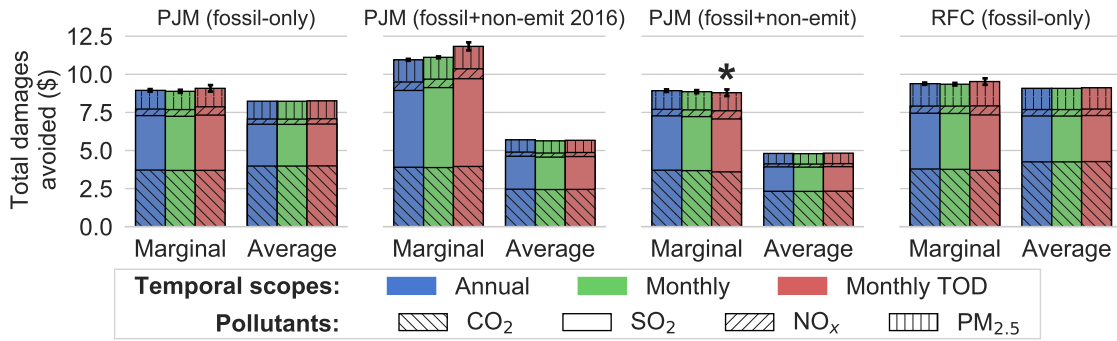 PJM (fossil-only) PJM (fossil+non-emit 2016) PJM (fossil+non-emit) RFC (fossil-only)
Total damages
avoided ($)
12.5
10.0
7.5
5.0
2.5
0.0
*
Marginal Average Marginal Average Marginal Average Marginal Average
Temporal scopes: Annual Monthly Monthly TOD
Pollutants: CO₂ SO₂ NOₓ PM₂.₅